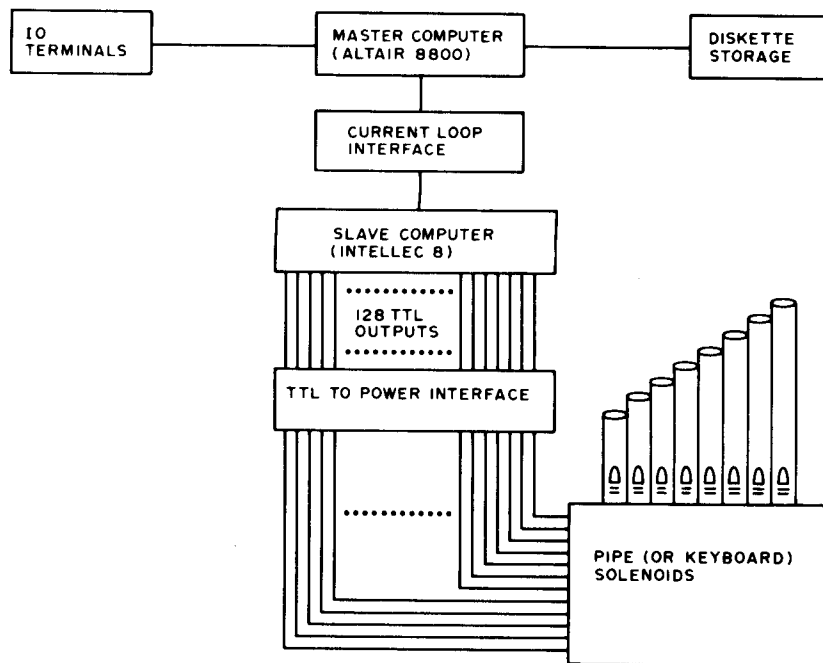 IO
TERMINALS
MASTER COMPUTER
(ALTAIR 8800)
DISKETTE
STORAGE
CURRENT LOOP
INTERFACE
SLAVE COMPUTER
(INTELLEC 8)
128 TTL
OUTPUTS
TTL TO POWER INTERFACE
PIPE (OR KEYBOARD)
SOLENOIDS